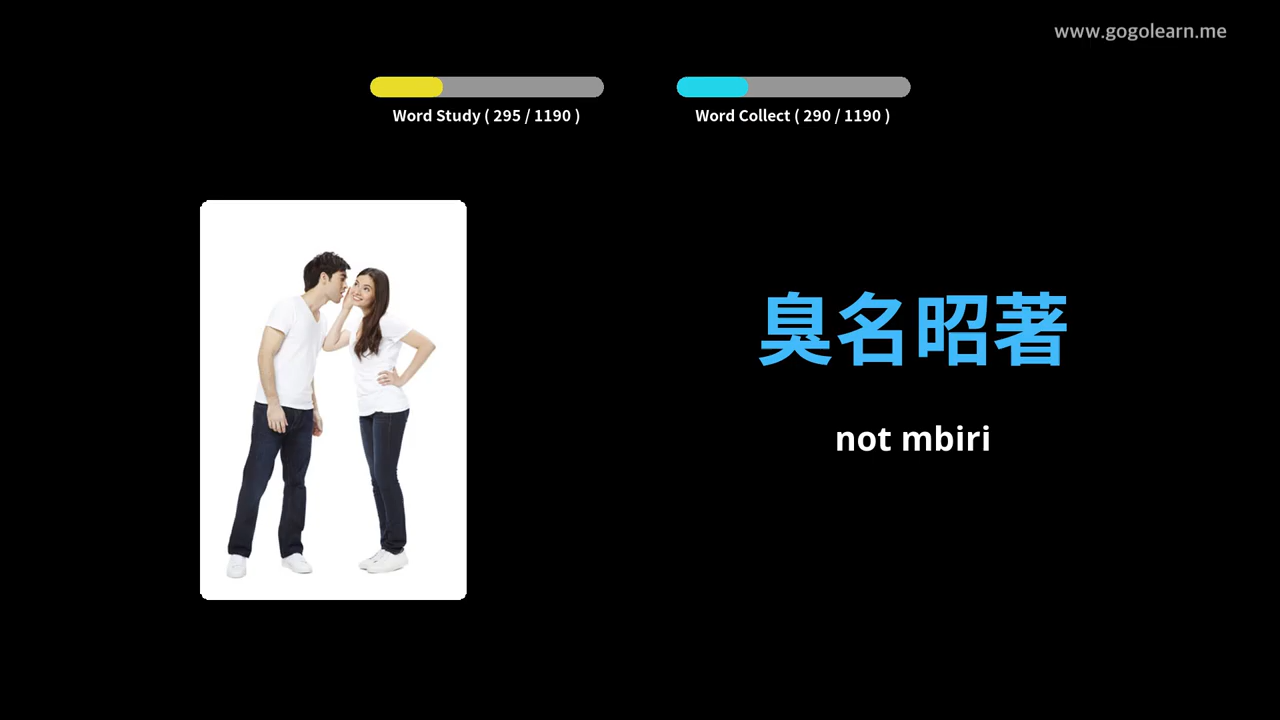 www.gogolearn.me
Word Study ( 295 / 1190 )
Word Collect ( 290 / 1190 )
臭名昭著
not mbiri